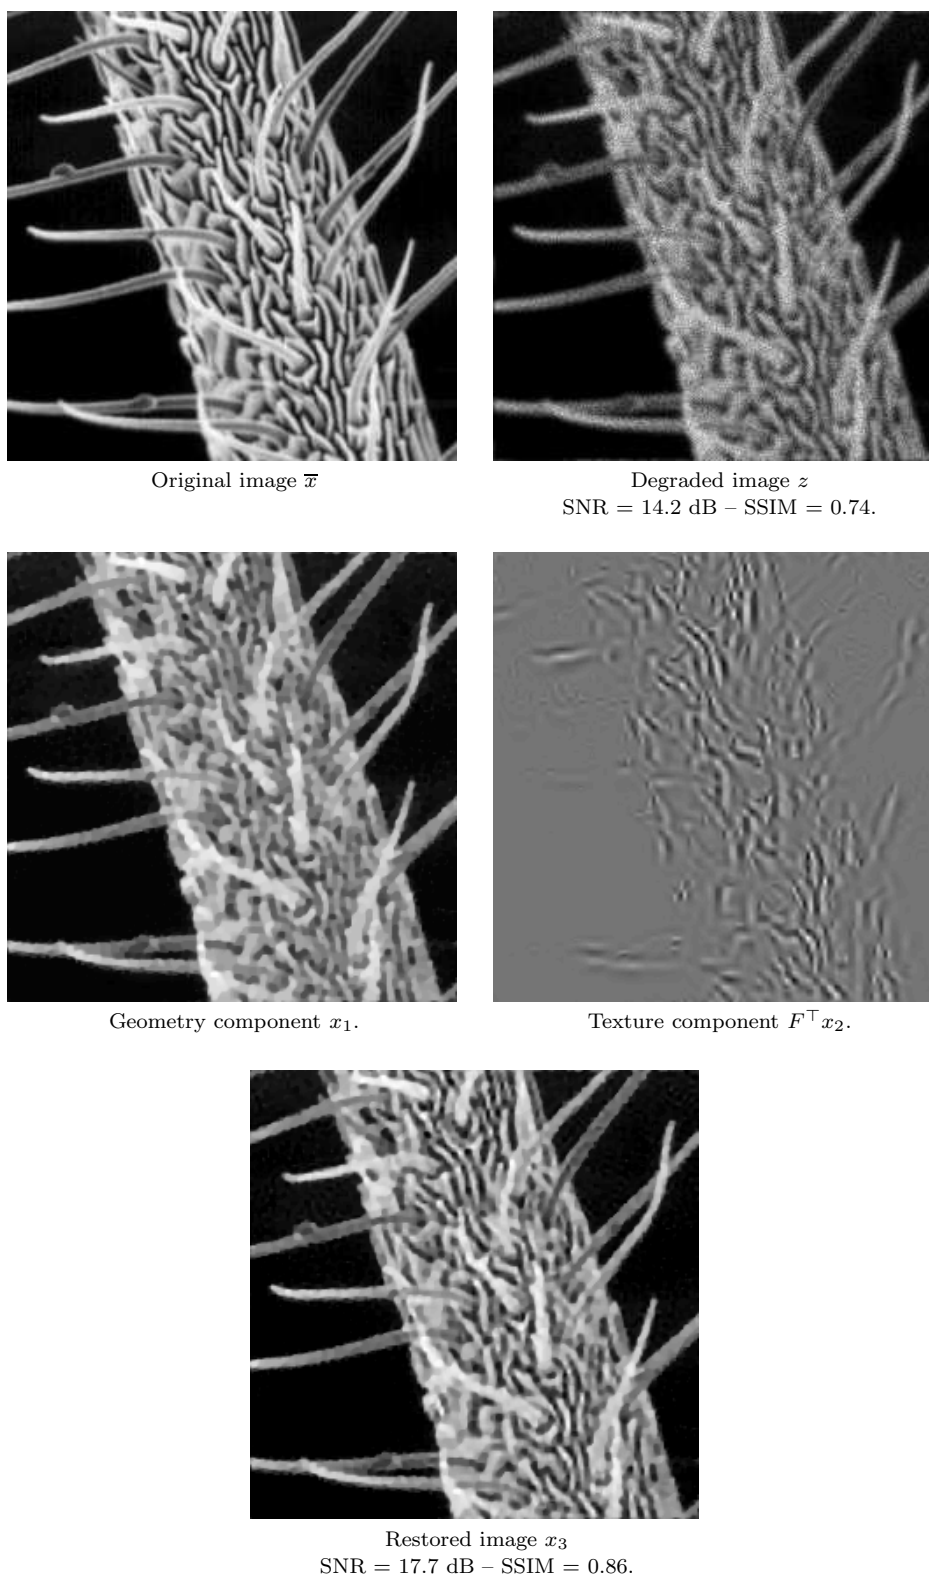 Original image x̅
Degraded image z
SNR = 14.2 dB – SSIM = 0.74.
Geometry component x₁.
Texture component F⊤x₂.
Restored image x₃
SNR = 17.7 dB – SSIM = 0.86.